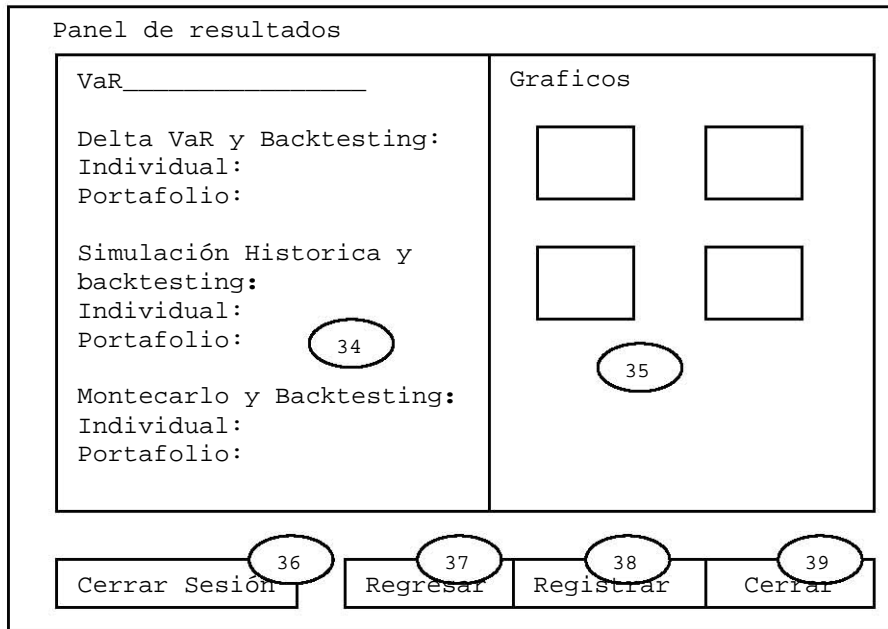 Panel de resultados
VaR________________
Delta VaR y Backtesting:
Individual:
Portafolio:
Simulación Historica y
backtesting:
Individual:
Portafolio:
34
Montecarlo y Backtesting:
Individual:
Portafolio:
Graficos
35
36
Cerrar Sesión
37
Regresar
38
Registrar
39
Cerrar